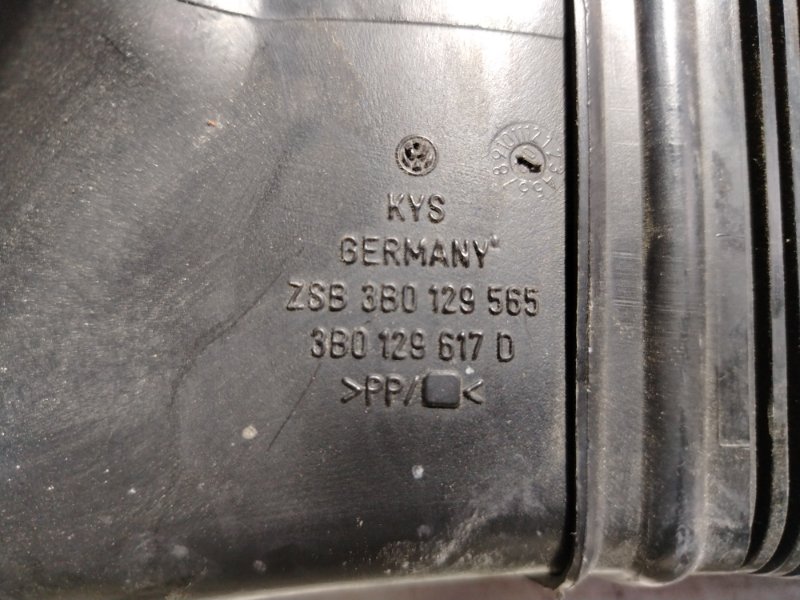 KYS
GERMANY
ZSB 3B0 129 565
3B0 129 617 D
>PP/ <